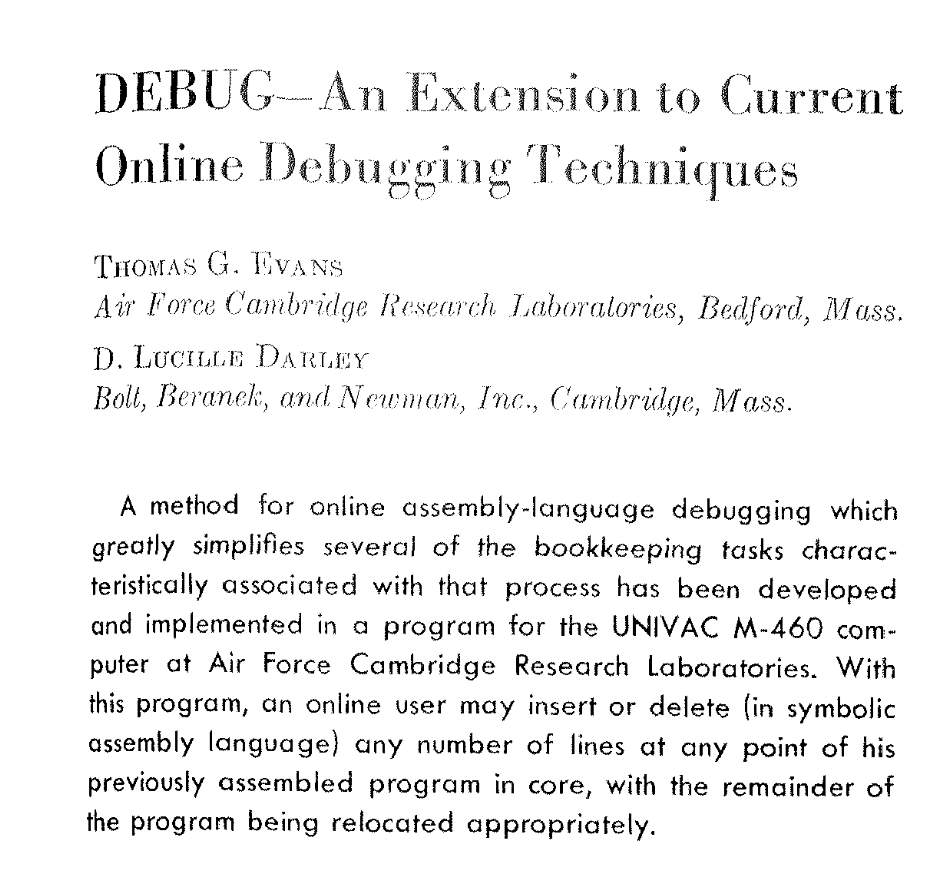 DEBUG—An Extension to Current
Online Debugging Techniques
THOMAS G. EVANS
Air Force Cambridge Research Laboratories, Bedford, Mass.
D. LUCILLE DARLEY
Bolt, Beranek, and Newman, Inc., Cambridge, Mass.
A method for online assembly-language debugging which
greatly simplifies several of the bookkeeping tasks charac-
teristically associated with that process has been developed
and implemented in a program for the UNIVAC M-460 com-
puter at Air Force Cambridge Research Laboratories. With
this program, an online user may insert or delete (in symbolic
assembly language) any number of lines at any point of his
previously assembled program in core, with the remainder of
the program being relocated appropriately.